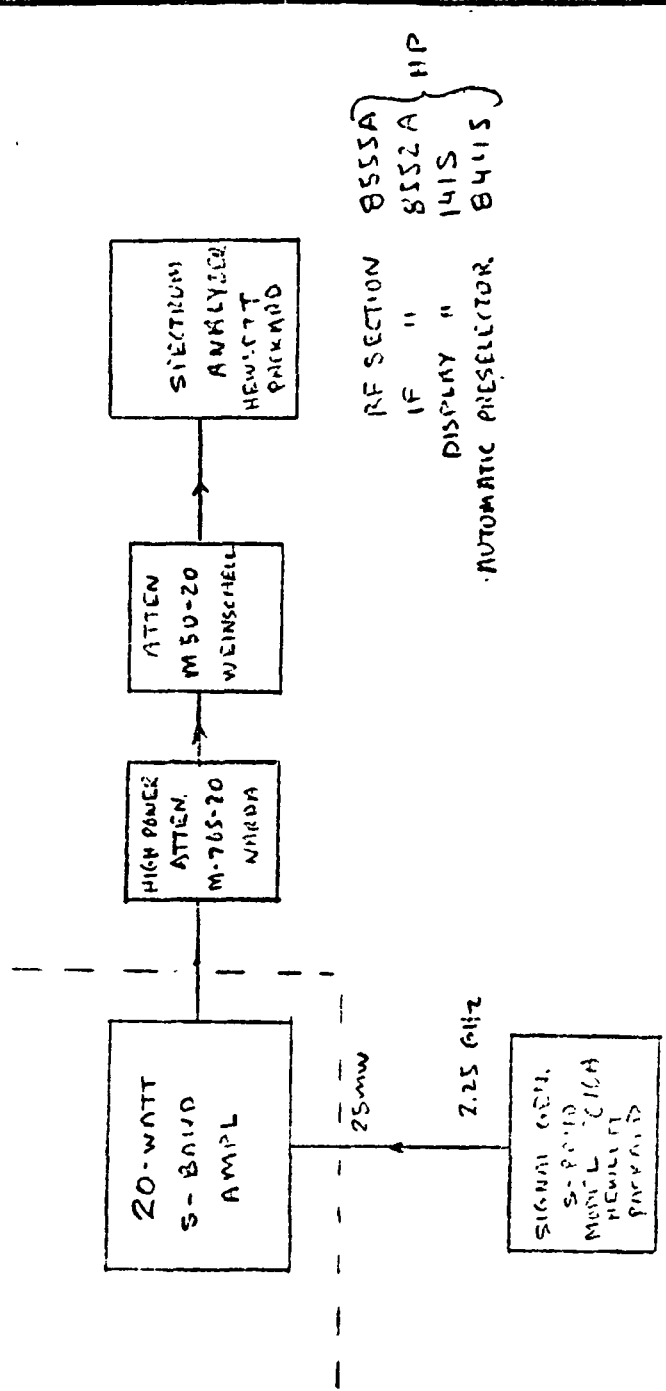 20-WATT
S-BAND
AMPL
25MW
2.25 GHz
SIGNAL GEN.
S-BAND
MODEL
HEWLETT
PACKARD
HIGH POWER
ATTEN.
M-765-20
NARDA
ATTEN
M50-20
WEINSCHELL
SPECTRUM
ANALYZER
HEWLETT
PACKARD
RF SECTION 8555A
IF " 8552A
DISPLAY " 141S
AUTOMATIC PRESELECTOR. 8441S
HP